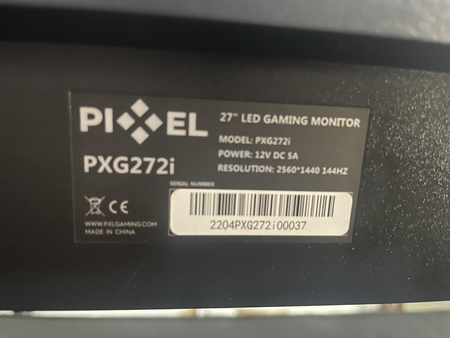 PIXEL
27" LED GAMING MONITOR
MODEL: PXG272i
POWER: 12V DC 5A
RESOLUTION: 2560*1440 144HZ
PXG272i
SERIAL NUMBER
2204PXG272i00037
CE
WWW.PXLGAMING.COM
MADE IN CHINA